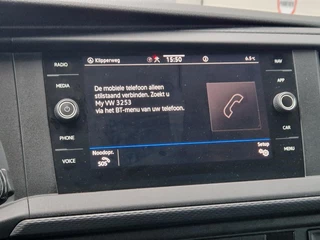 RADIO
MEDIA
PHONE
VOICE
Klipperweg
15:50
6.5°C
De mobiele telefoon alleen
stilstaand verbinden. Zoekt u
My VW 3253
via het BT-menu van uw telefoon.
Noodopr.
SOS
Setup
NAV
APP
CAR
MENU